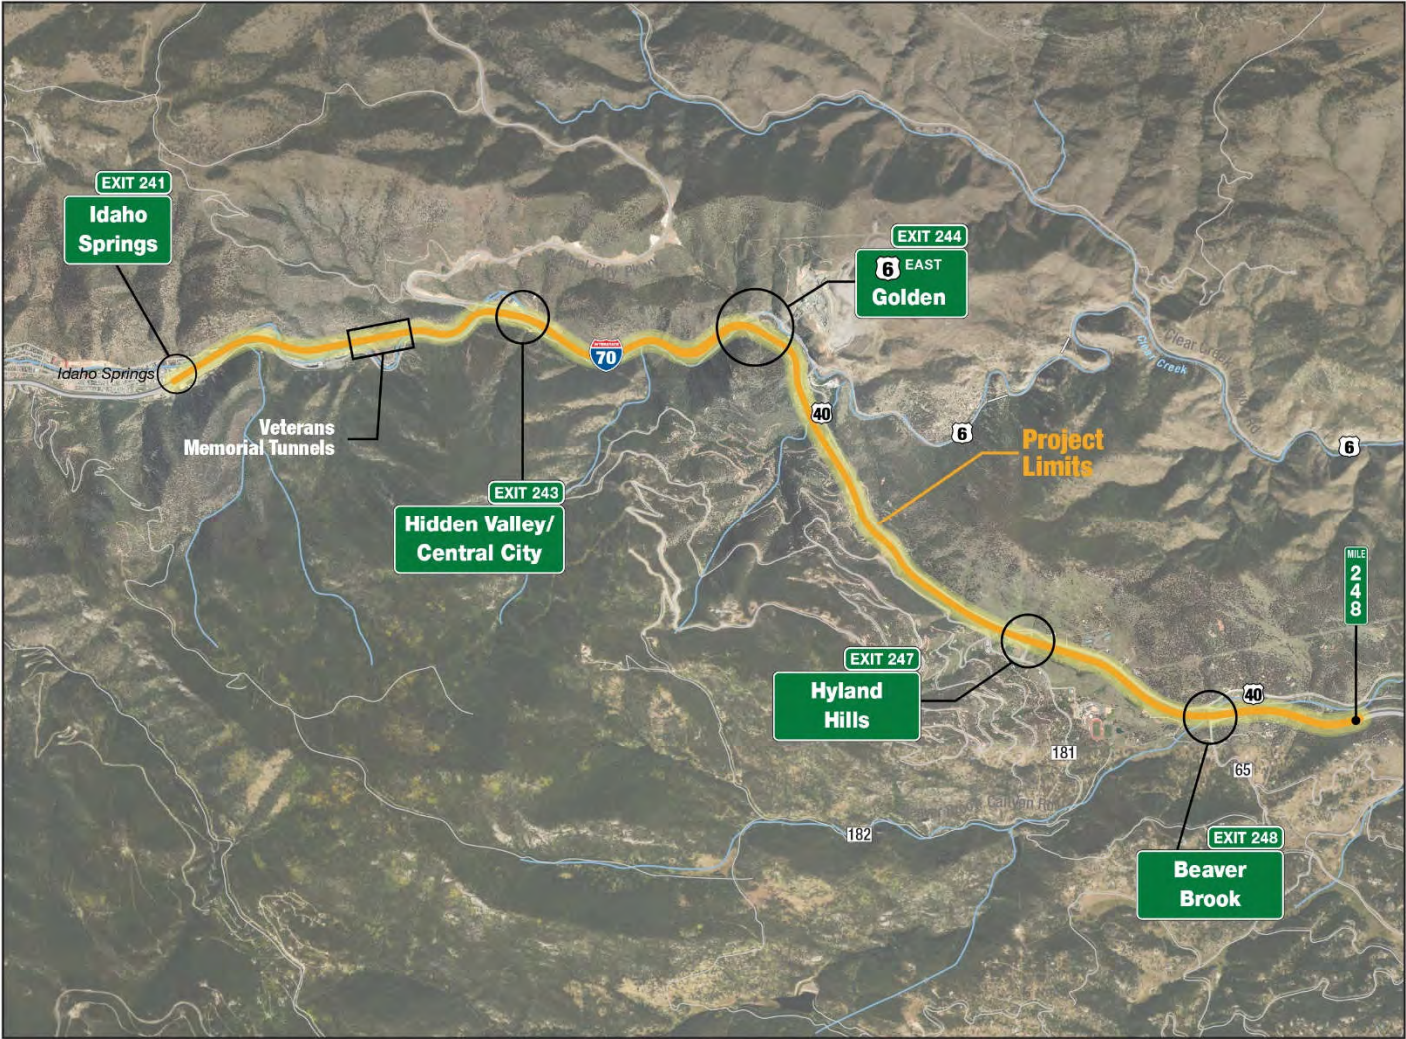 EXIT 241
Idaho
Springs
EXIT 244
6 EAST
Golden
INTERSTATE
70
Idaho Springs
40
Veterans
Memorial Tunnels
Clear Creek
6
6
Project
Limits
EXIT 243
Hidden Valley/
Central City
MILE
2
4
8
EXIT 247
Hyland
Hills
40
181
65
182
EXIT 248
Beaver
Brook